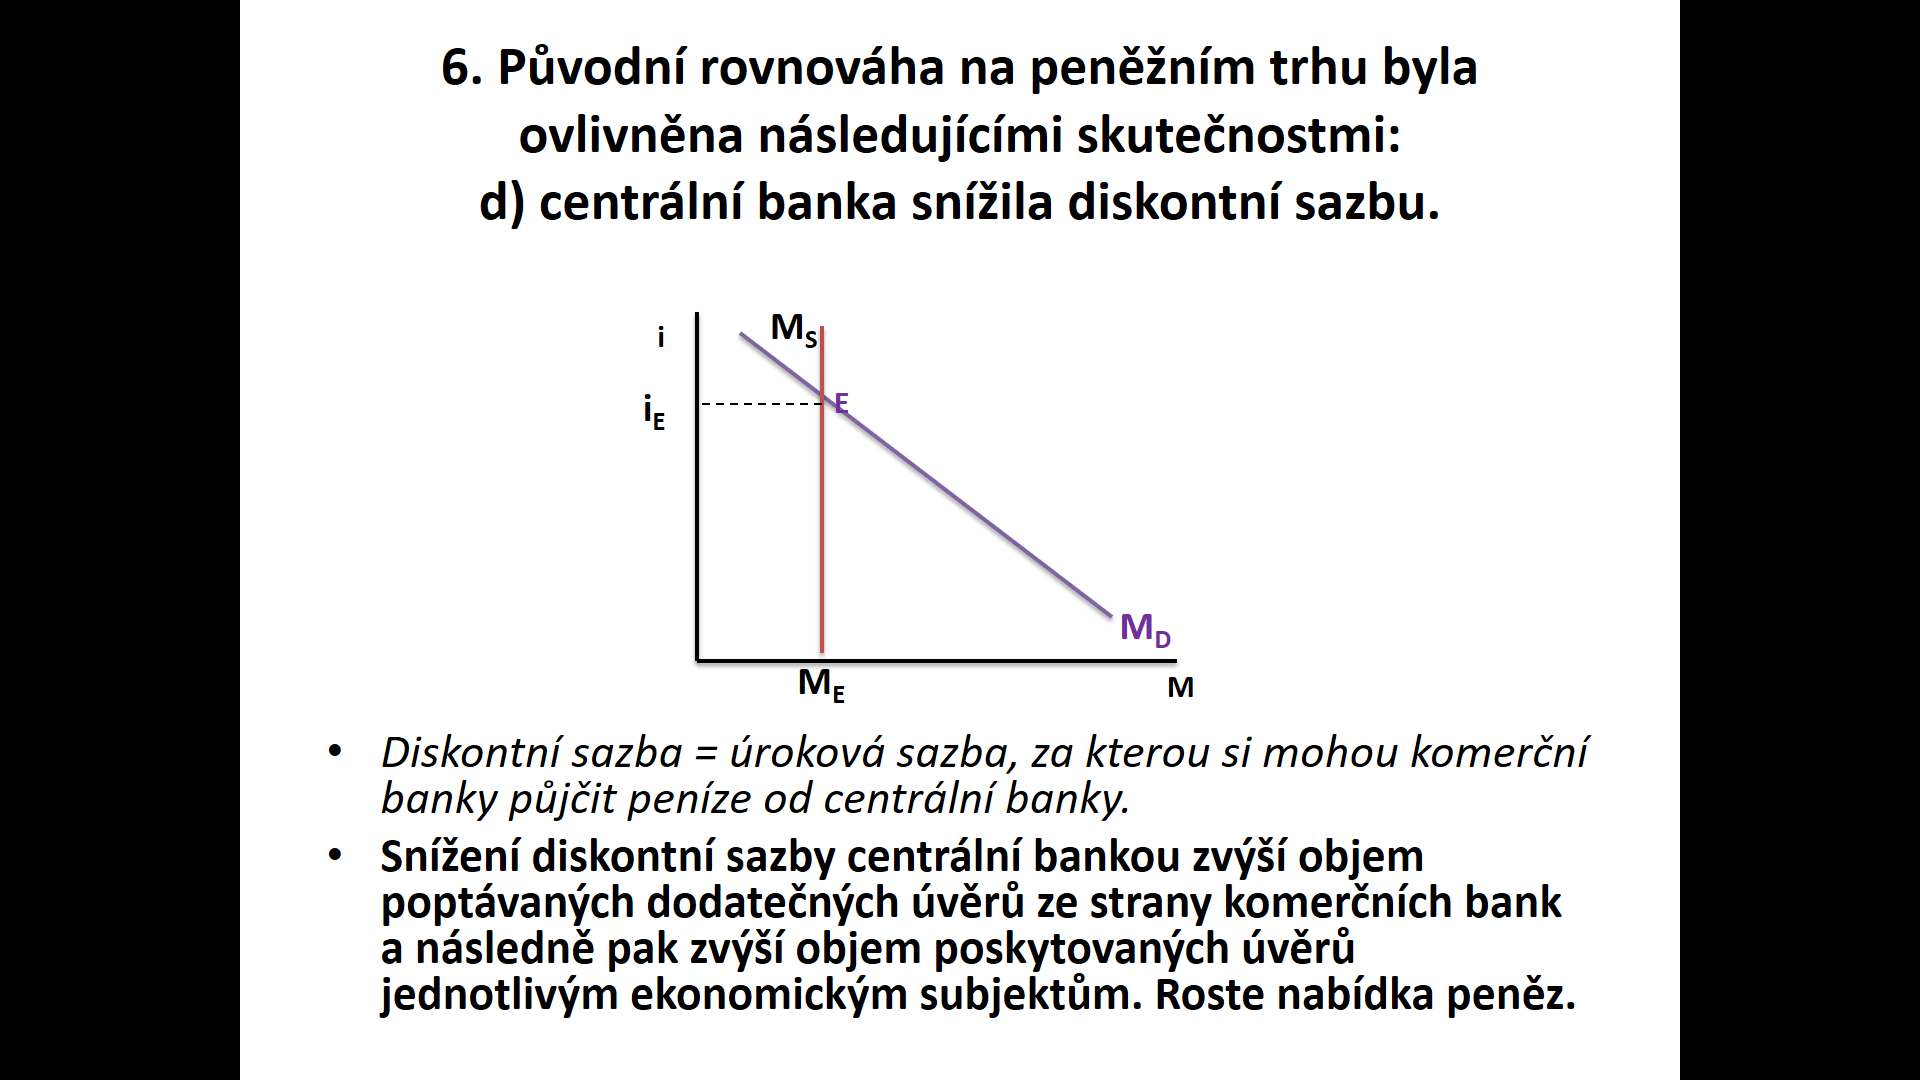 6. Původní rovnováha na peněžním trhu byla
ovlivněna následujícími skutečnostmi:
d) centrální banka snížila diskontní sazbu.
i
MS
iE
E
MD
ME
M
• Diskontní sazba = úroková sazba, za kterou si mohou komerční
banky půjčit peníze od centrální banky.
• Snížení diskontní sazby centrální bankou zvýší objem
poptávaných dodatečných úvěrů ze strany komerčních bank
a následně pak zvýší objem poskytovaných úvěrů
jednotlivým ekonomickým subjektům. Roste nabídka peněz.